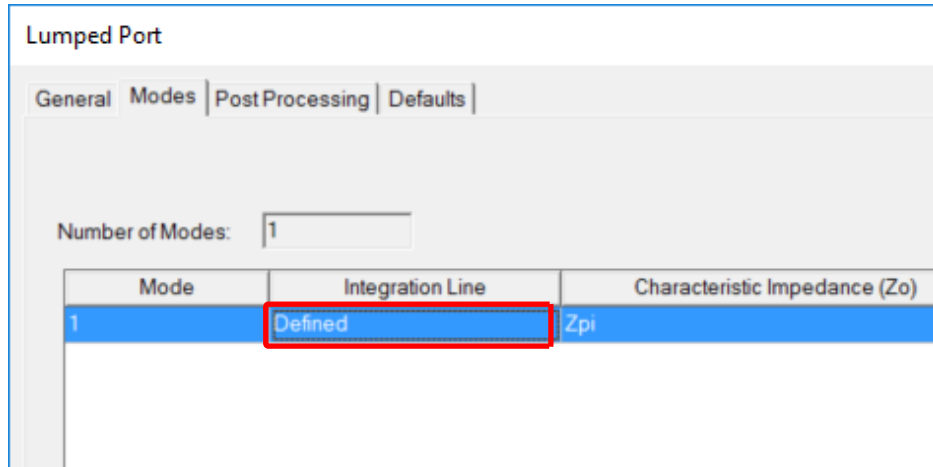 Lumped Port
General Modes Post Processing Defaults
Number of Modes: 1
Mode Integration Line Characteristic Impedance (Zo)
1 Defined Zpi